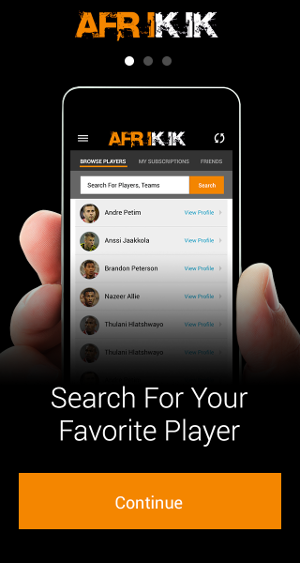 AFRIKIK
AFRIKIK
BROWSE PLAYERS MY SUBSCRIPTIONS FRIENDS
Search For Players, Teams Search
Andre Petim View Profile
Anssi Jaakkola View Profile
Brandon Peterson View Profile
Nazeer Allie View Profile
Thulani Hlatshwayo View Profile
Thulani Hlatshwayo View Profile
Search For Your
Favorite Player
Continue